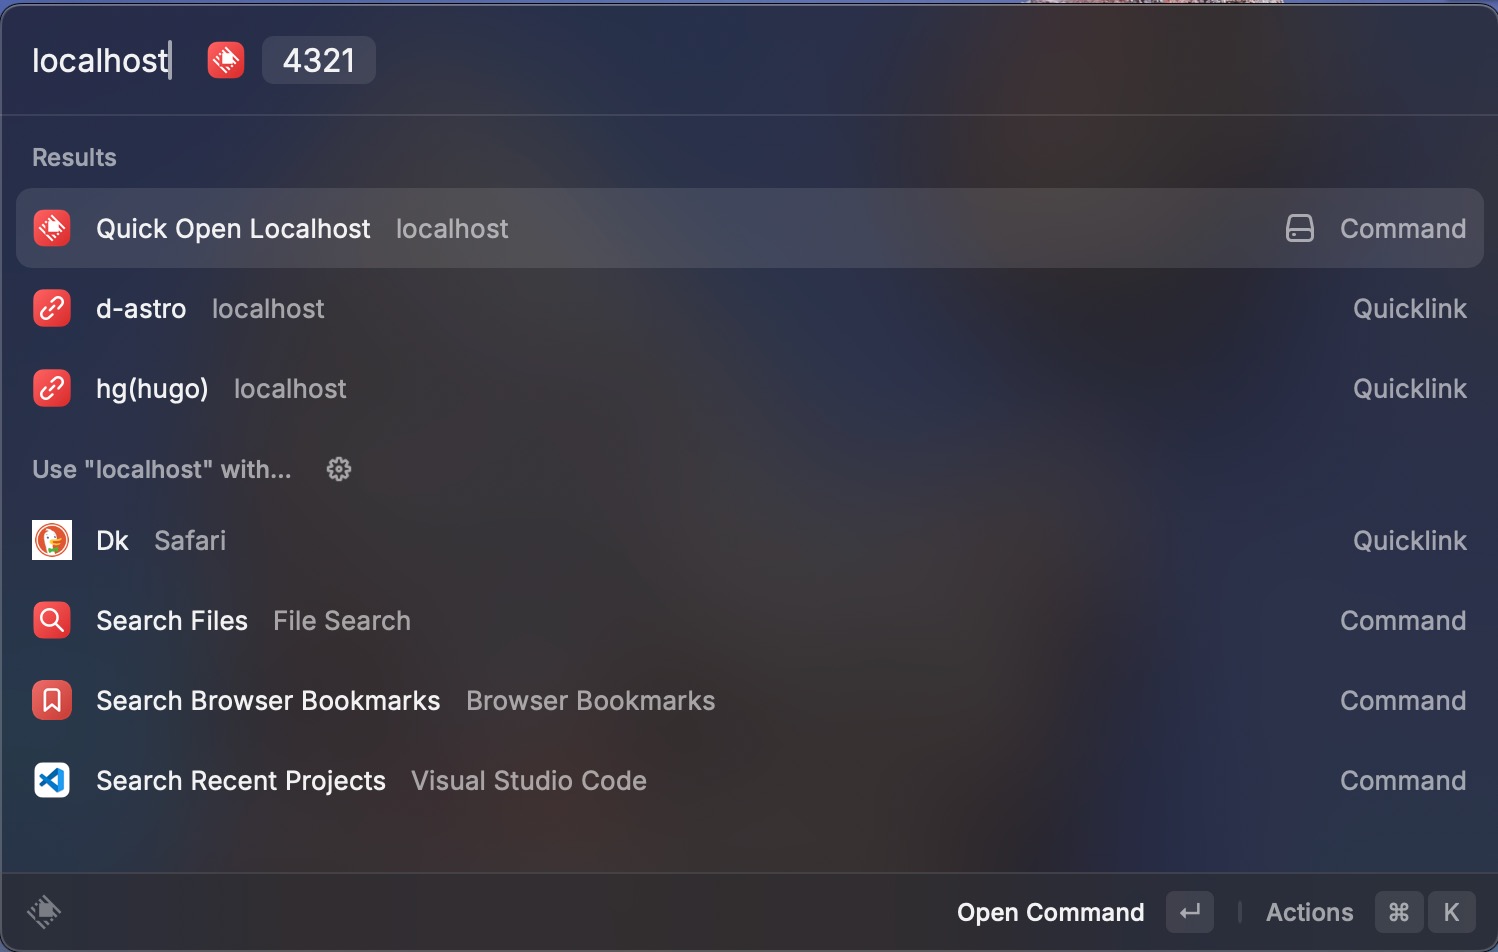 localhost 4321
Results
Quick Open Localhost localhost Command
d-astro localhost Quicklink
hg(hugo) localhost Quicklink
Use "localhost" with...
Dk Safari Quicklink
Search Files File Search Command
Search Browser Bookmarks Browser Bookmarks Command
Search Recent Projects Visual Studio Code Command
Open Command ↵ | Actions ⌘ K